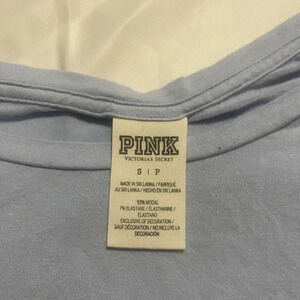 PINK
VICTORIA'S SECRET
S | P
MADE IN SRI LANKA / FABRIQUÉ
AU SRI LANKA / HECHO EN SRI LANKA
93% MODAL
7% ELASTANE / ÉLASTHANNE /
ELASTANO
EXCLUSIVE OF DECORATION /
SAUF DÉCORATION / NO INCLUYE LA
DECORACIÓN